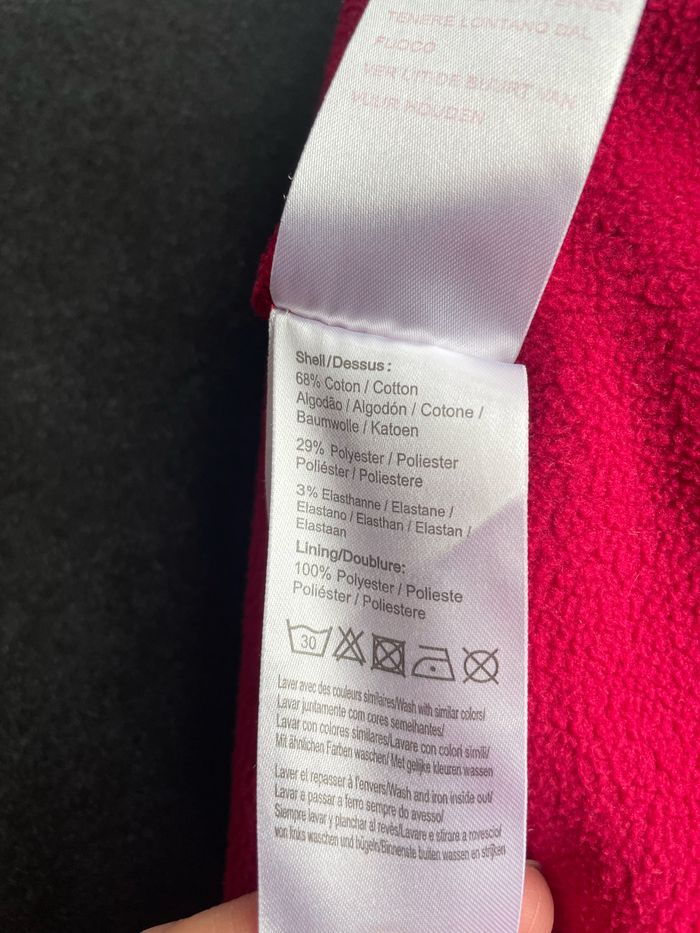 TENERE LONTANO DAL
FUOCO
VER UIT DE BUURT VAN
VUUR HOUDEN
Shell/Dessus :
68% Coton / Cotton
Algodão / Algodón / Cotone /
Baumwolle / Katoen
29% Polyester / Poliester
Poliéster / Poliestere
3% Elasthanne / Elastane /
Elastano / Elasthan / Elastan /
Elastaan
Lining/Doublure:
100% Polyester / Polieste
Poliéster / Poliestere
30
Laver avec des couleurs similaires/Wash with similar colors/
Lavar juntamente com cores semelhantes/
Lavar con colores similares/Lavare con colori simili/
Mit ähnlichen Farben waschen/ Met gelijke kleuren wassen
Laver et repasser à l'envers/Wash and iron inside out/
Lavar a passar a ferro sempre do avesso/
Siempre lavar y planchar al revés/Lavare e stirare a rovescio/
von links waschen und bügeln/Binnenste buiten wassen en strijken